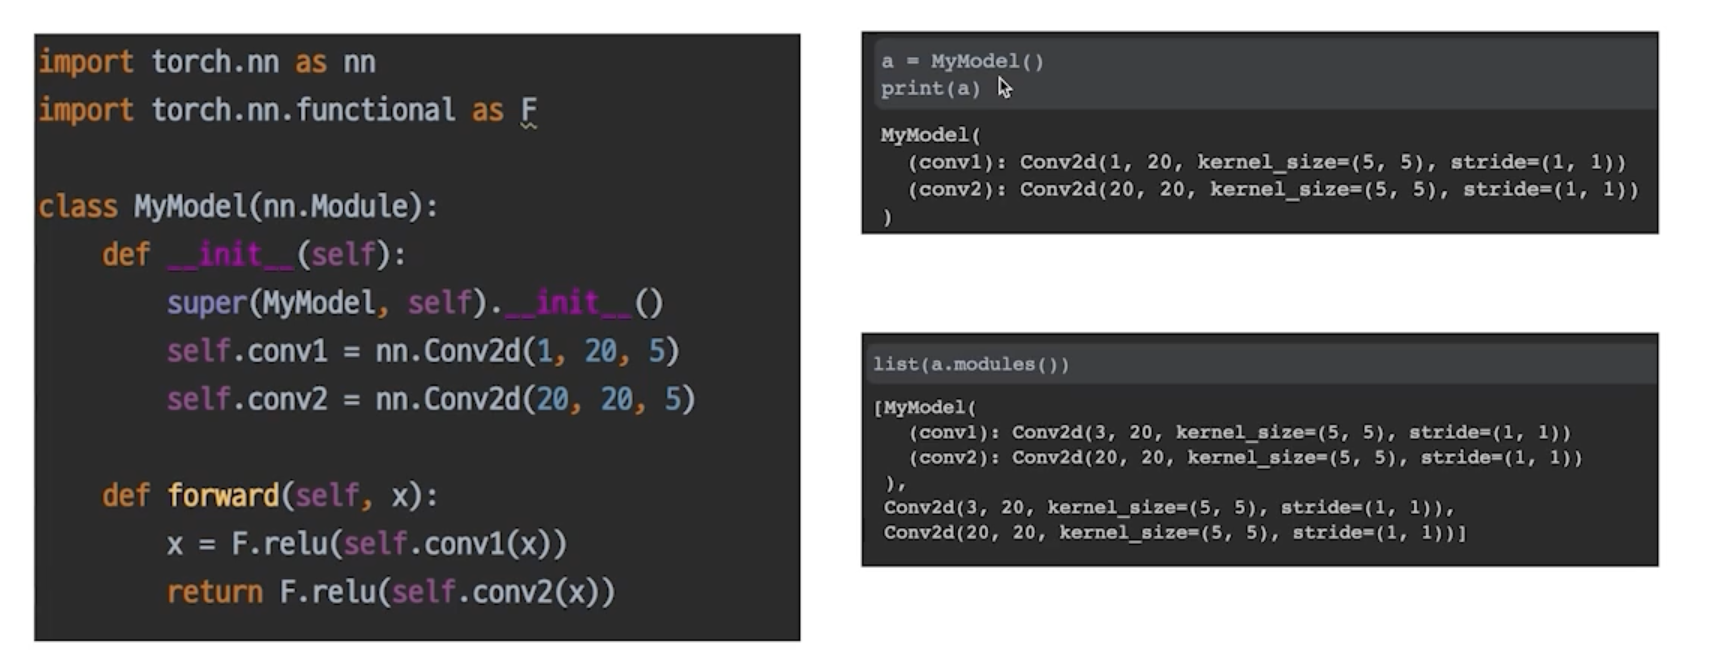 import torch.nn as nn
import torch.nn.functional as F
class MyModel(nn.Module):
    def __init__(self):
        super(MyModel, self).__init__()
        self.conv1 = nn.Conv2d(1, 20, 5)
        self.conv2 = nn.Conv2d(20, 20, 5)
    def forward(self, x):
        x = F.relu(self.conv1(x))
        return F.relu(self.conv2(x))
a = MyModel()
print(a)
MyModel(
  (conv1): Conv2d(1, 20, kernel_size=(5, 5), stride=(1, 1))
  (conv2): Conv2d(20, 20, kernel_size=(5, 5), stride=(1, 1))
)
list(a.modules())
[MyModel(
   (conv1): Conv2d(3, 20, kernel_size=(5, 5), stride=(1, 1))
   (conv2): Conv2d(20, 20, kernel_size=(5, 5), stride=(1, 1))
 ),
 Conv2d(3, 20, kernel_size=(5, 5), stride=(1, 1)),
 Conv2d(20, 20, kernel_size=(5, 5), stride=(1, 1))]